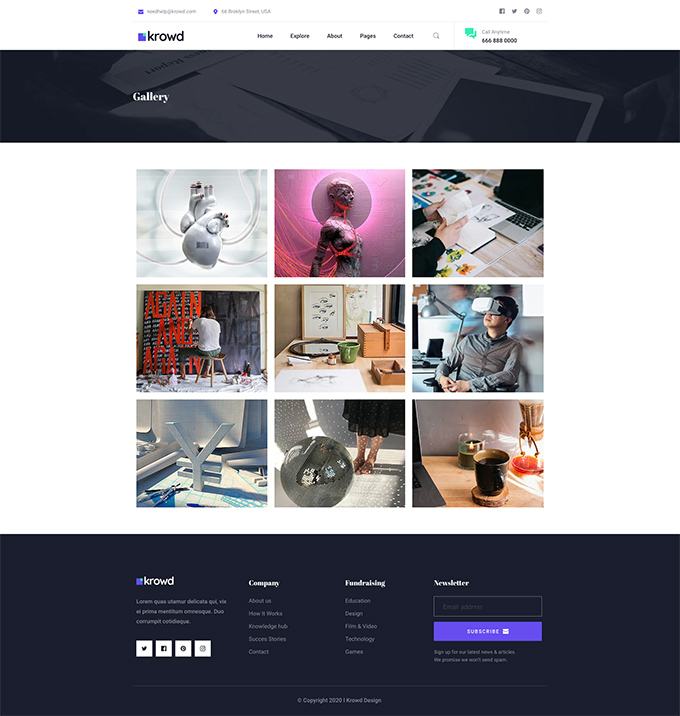 needhelp@krowd.com
66 Broklyn Street, USA
krowd
Home
Explore
About
Pages
Contact
Call Anytime
666 888 0000
Report
Gallery
AGAIN
AND
krowd
Lorem quas utamur delicata qui, vix
ei prima mentitum omnesque. Duo
corrumpit cotidieque.
Company
About us
How It Works
Knowledge hub
Succes Stories
Contact
Fundraising
Education
Design
Film & Video
Technology
Games
Newsletter
Email address
SUBSCRIBE
Sign up for our latest news & articles.
We promise we won't send spam.
© Copyright 2020 | Krowd Design